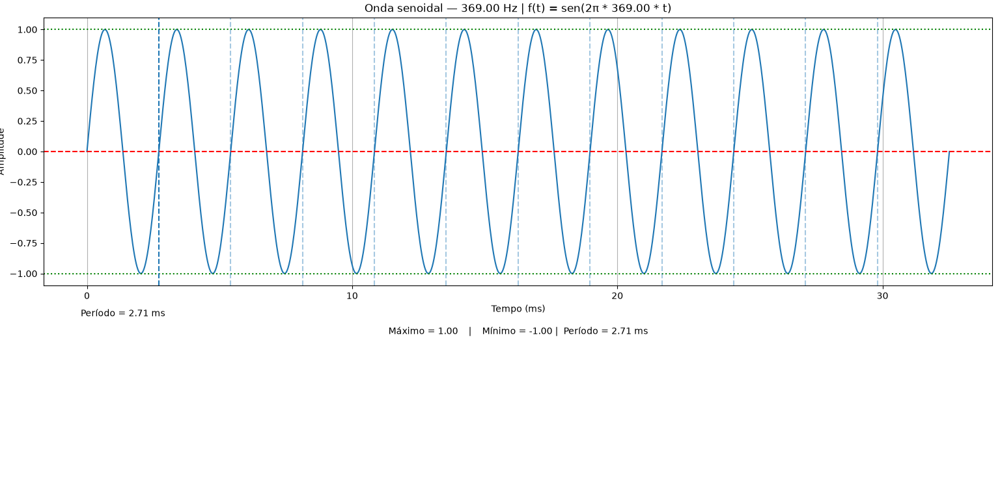 Onda senoidal — 369.00 Hz | f(t) = sen(2π * 369.00 * t)
1.00
0.75
0.50
0.25
0.00
−0.25
−0.50
−0.75
−1.00
Amplitude
0 10 20 30
Tempo (ms)
Período = 2.71 ms
Máximo = 1.00 | Mínimo = -1.00 | Período = 2.71 ms